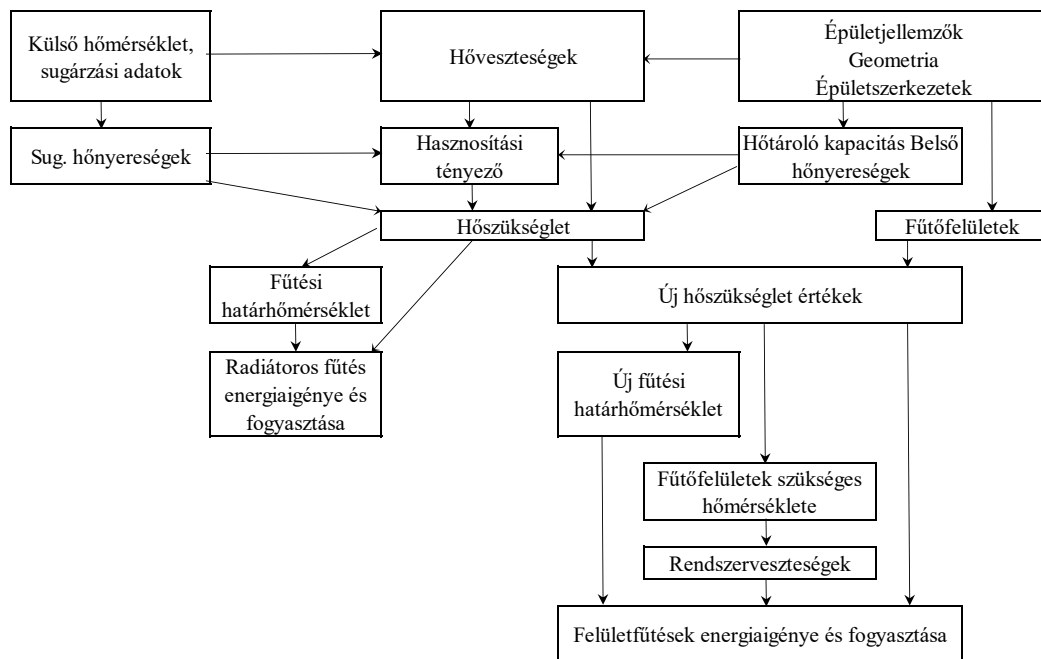 Külső hőmérséklet,
sugárzási adatok
Hőveszteségek
Épületjellemzők
Geometria
Épületszerkezetek
Sug. hőnyereségek
Hasznosítási
tényező
Hőtároló kapacitás Belső
hőnyereségek
Hőszükséglet
Fűtőfelületek
Fűtési
határhőmérséklet
Új hőszükséglet értékek
Radiátoros fűtés
energiaigénye és
fogyasztása
Új fűtési
határhőmérséklet
Fűtőfelületek szükséges
hőmérséklete
Rendszerveszteségek
Felületfűtések energiaigénye és fogyasztása